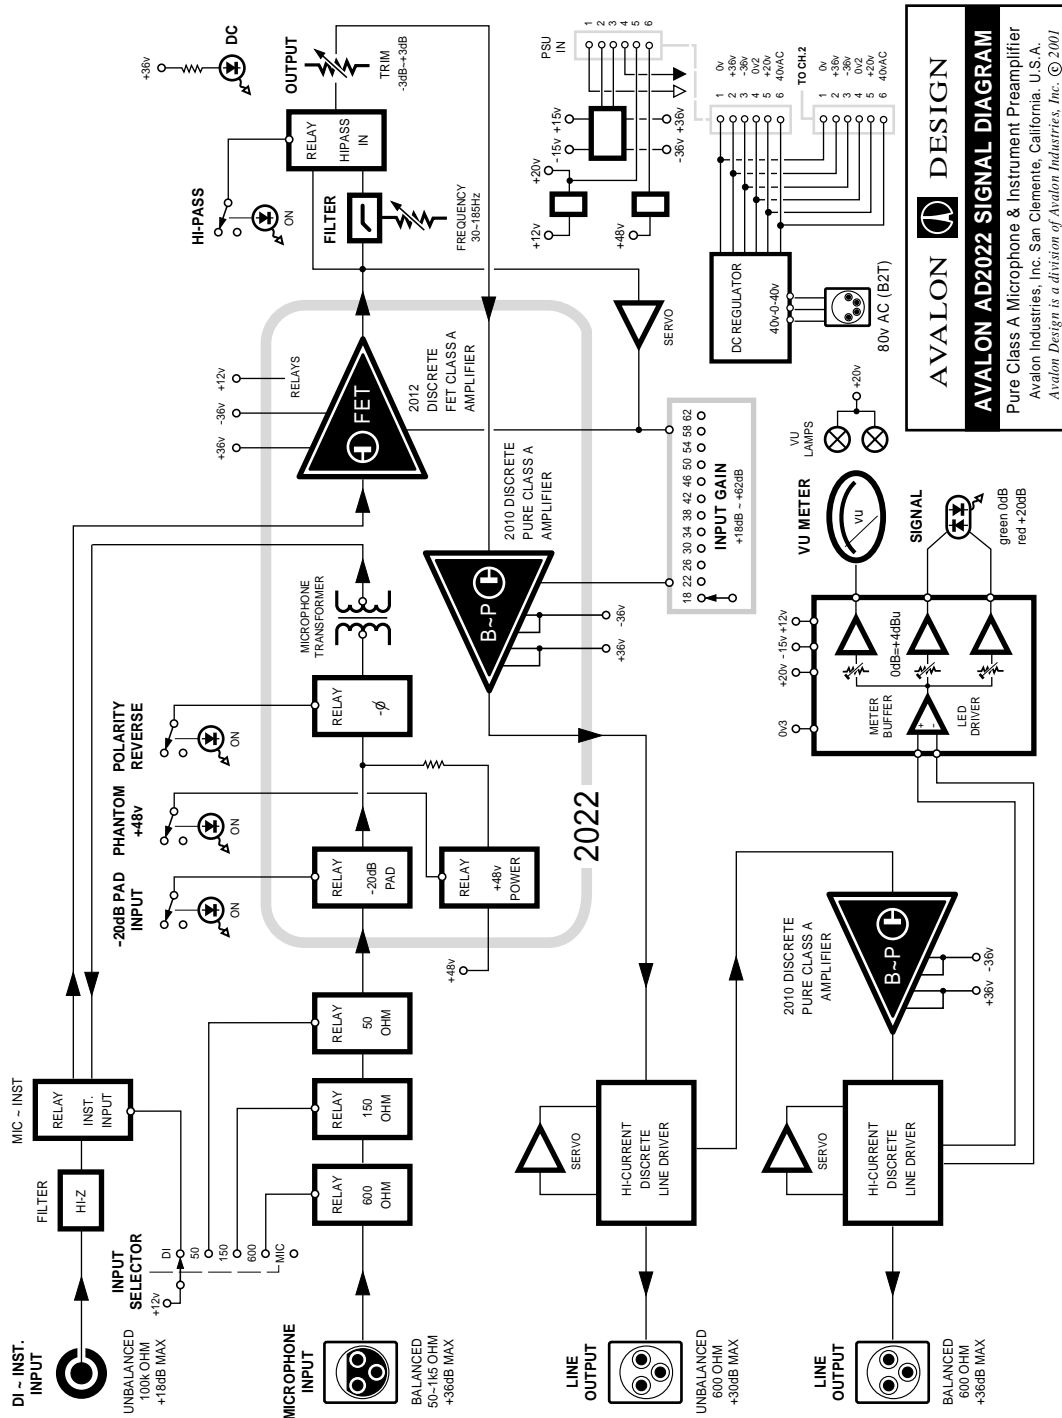 DI ~ INST.
INPUT
UNBALANCED
100k OHM
+18dB MAX
FILTER
HI-Z
MIC ~ INST
RELAY
INST.
INPUT
INPUT
SELECTOR
+12v
DI
50
150
600
MIC
MICROPHONE
INPUT
BALANCED
50~1k5 OHM
+36dB MAX
RELAY
600
OHM
RELAY
150
OHM
RELAY
50
OHM
-20dB PAD
INPUT
ON
PHANTOM
+48v
ON
POLARITY
REVERSE
ON
RELAY
-20dB
PAD
RELAY
+48v
POWER
+48v
RELAY
-ø
MICROPHONE
TRANSFORMER
2022
+36v
-36v
+12v
RELAYS
FET
2012
DISCRETE
FET CLASS A
AMPLIFIER
HI-PASS
ON
FILTER
FREQUENCY
30~185Hz
RELAY
HIPASS
IN
+36v
DC
OUTPUT
TRIM
-3dB~+3dB
SERVO
2010 DISCRETE
PURE CLASS A
AMPLIFIER
B~P
+36v
-36v
18 22 26 30 34 38 42 46 50 54 58 62
INPUT GAIN
+18dB ~ +62dB
LINE
OUTPUT
UNBALANCED
600 OHM
+30dB MAX
SERVO
HI-CURRENT
DISCRETE
LINE DRIVER
LINE
OUTPUT
BALANCED
600 OHM
+36dB MAX
SERVO
HI-CURRENT
DISCRETE
LINE DRIVER
2010 DISCRETE
PURE CLASS A
AMPLIFIER
B~P
+36v
-36v
0v3
+20v
-15v
+12v
METER
BUFFER
+
-
LED
DRIVER
0dB=+4dBu
VU METER
VU
SIGNAL
green 0dB
red +20dB
VU
LAMPS
+20v
PSU
IN
1 2 3 4 5 6
+12v
+20v
+48v
-15v
+15v
-36v
+36v
DC REGULATOR
40v-0-40v
80v AC (B2T)
1 0v
2 +36v
3 -36v
4 0v2
5 +20v
6 40vAC
TO CH.2
1 0v
2 +36v
3 -36v
4 0v2
5 +20v
6 40vAC
AVALON DESIGN
AVALON AD2022 SIGNAL DIAGRAM
Pure Class A Microphone & Instrument Preamplifier
Avalon Industries, Inc. San Clemente, California. U.S.A.
Avalon Design is a division of Avalon Industries, Inc. © 2001